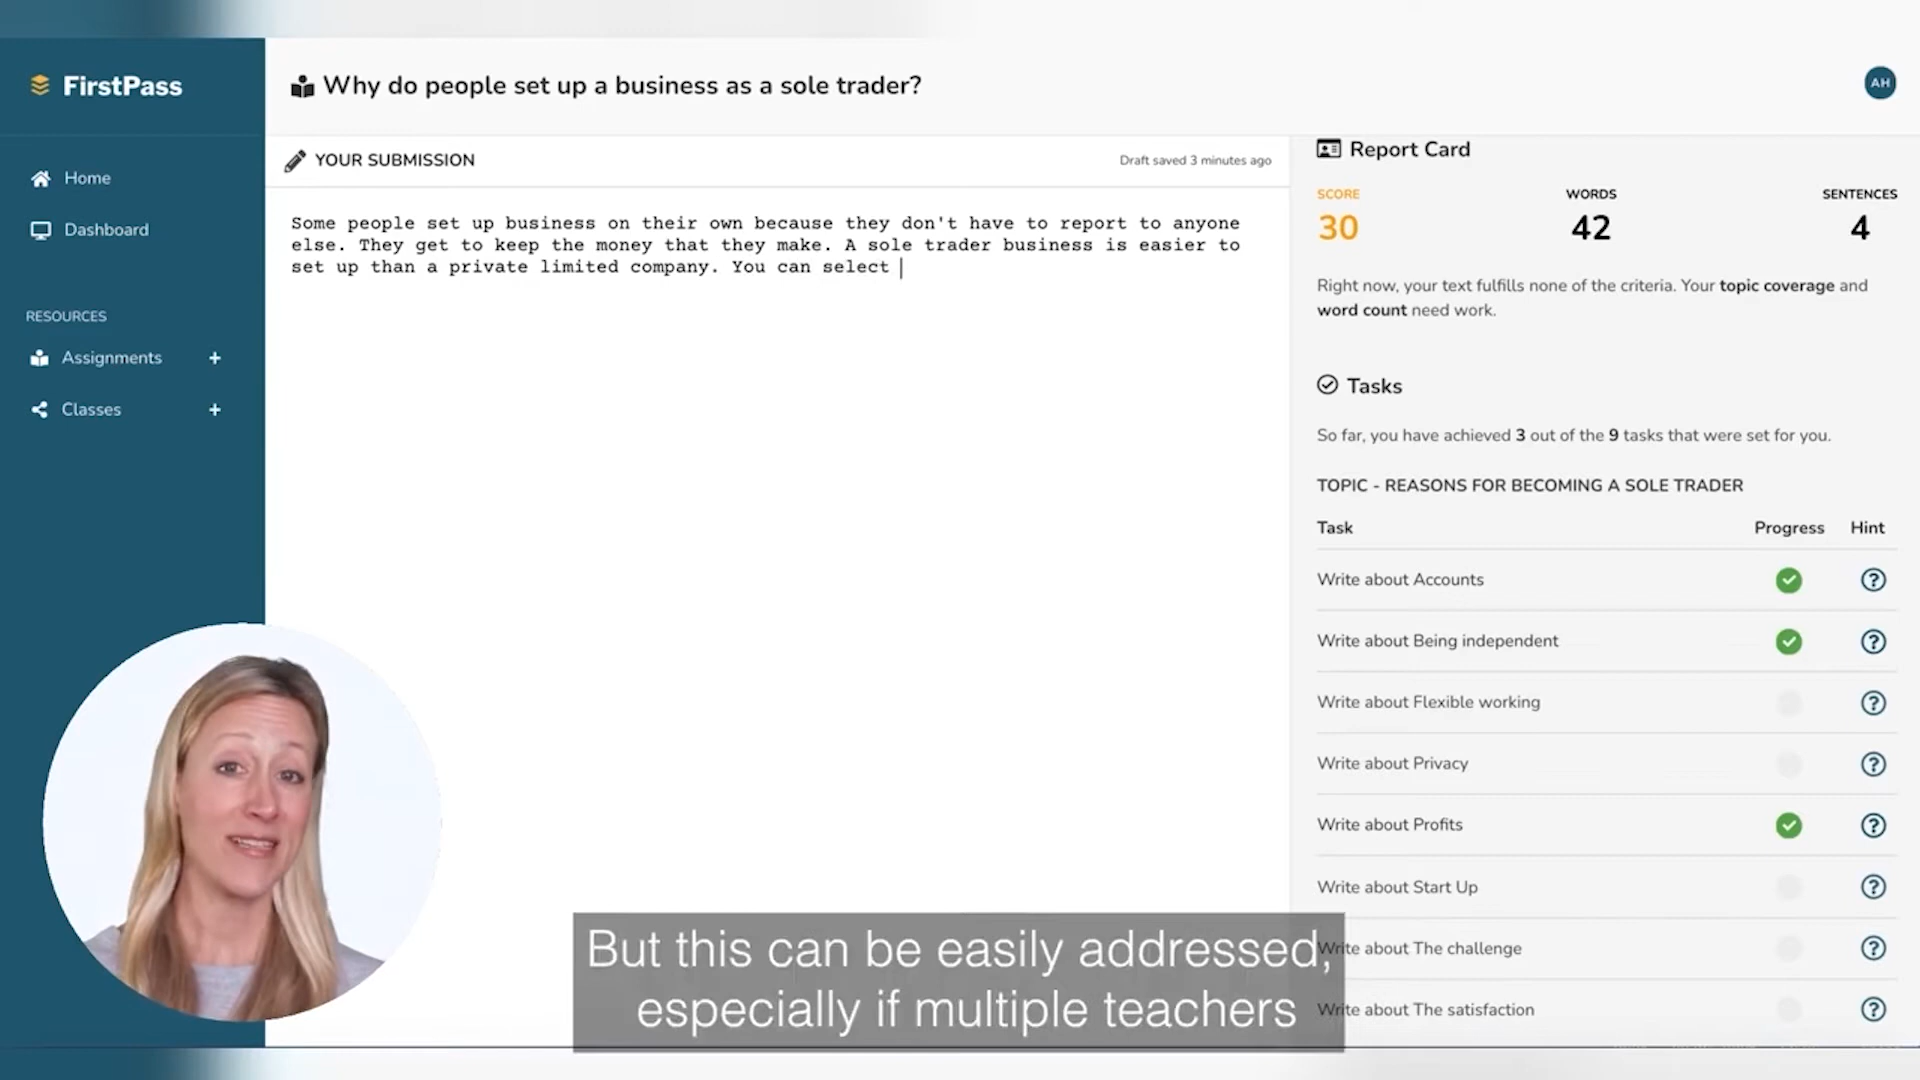 FirstPass
Why do people set up a business as a sole trader?
AH
Home
Dashboard
RESOURCES
Assignments +
Classes +
YOUR SUBMISSION
Draft saved 3 minutes ago
Some people set up business on their own because they don't have to report to anyone
else. They get to keep the money that they make. A sole trader business is easier to
set up than a private limited company. You can select
Report Card
SCORE WORDS SENTENCES
30 42 4
Right now, your text fulfills none of the criteria. Your topic coverage and
word count need work.
Tasks
So far, you have achieved 3 out of the 9 tasks that were set for you.
TOPIC - REASONS FOR BECOMING A SOLE TRADER
Task Progress Hint
Write about Accounts
Write about Being independent
Write about Flexible working
Write about Privacy
Write about Profits
Write about Start Up
Write about The challenge
Write about The satisfaction
But this can be easily addressed,
especially if multiple teachers